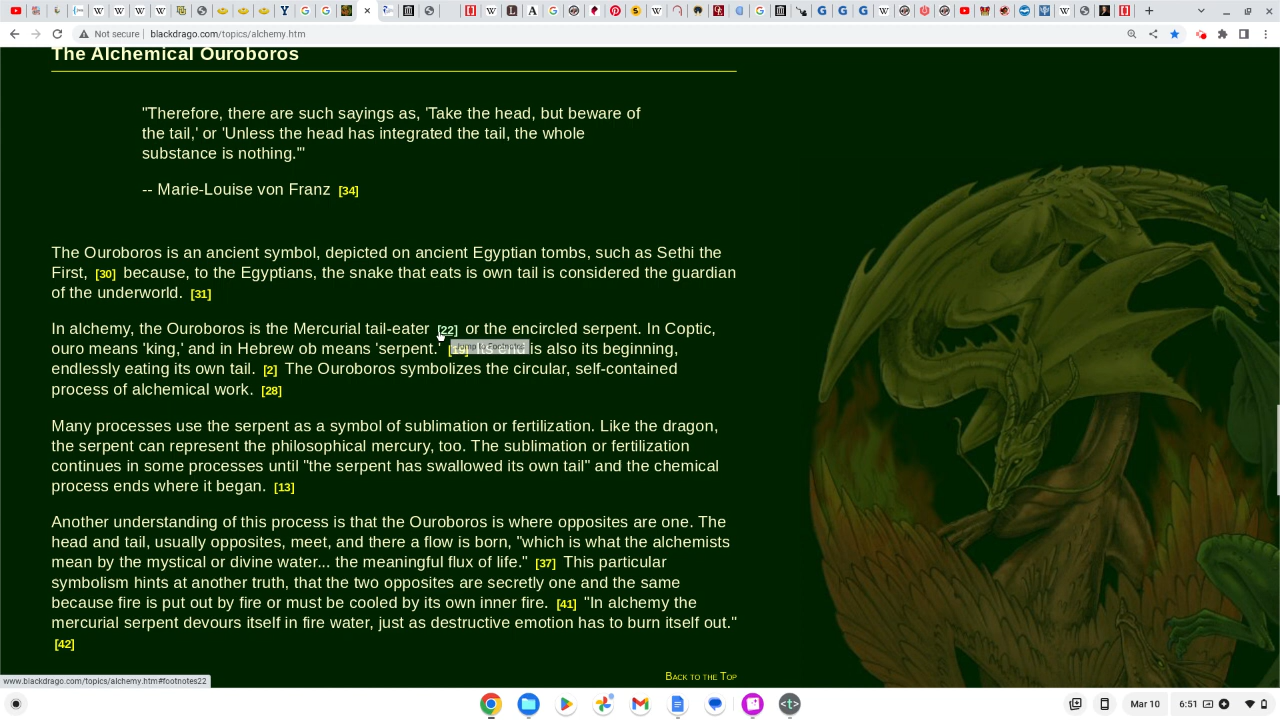 Not secure
blackdrago.com/topics/alchemy.htm
The Alchemical Ouroboros
"Therefore, there are such sayings as, 'Take the head, but beware of
the tail,' or 'Unless the head has integrated the tail, the whole
substance is nothing.'"
-- Marie-Louise von Franz [34]
The Ouroboros is an ancient symbol, depicted on ancient Egyptian tombs, such as Sethi the
First, [30] because, to the Egyptians, the snake that eats is own tail is considered the guardian
of the underworld. [31]
In alchemy, the Ouroboros is the Mercurial tail-eater [22] or the encircled serpent. In Coptic,
ouro means 'king,' and in Hebrew ob means 'serpent.' [19] Its end is also its beginning,
Jump to Footnotes
endlessly eating its own tail. [2] The Ouroboros symbolizes the circular, self-contained
process of alchemical work. [28]
Many processes use the serpent as a symbol of sublimation or fertilization. Like the dragon,
the serpent can represent the philosophical mercury, too. The sublimation or fertilization
continues in some processes until "the serpent has swallowed its own tail" and the chemical
process ends where it began. [13]
Another understanding of this process is that the Ouroboros is where opposites are one. The
head and tail, usually opposites, meet, and there a flow is born, "which is what the alchemists
mean by the mystical or divine water... the meaningful flux of life." [37] This particular
symbolism hints at another truth, that the two opposites are secretly one and the same
because fire is put out by fire or must be cooled by its own inner fire. [41] "In alchemy the
mercurial serpent devours itself in fire water, just as destructive emotion has to burn itself out."
[42]
Back to the Top
www.blackdrago.com/topics/alchemy.htm#footnotes22
Mar 10
6:51